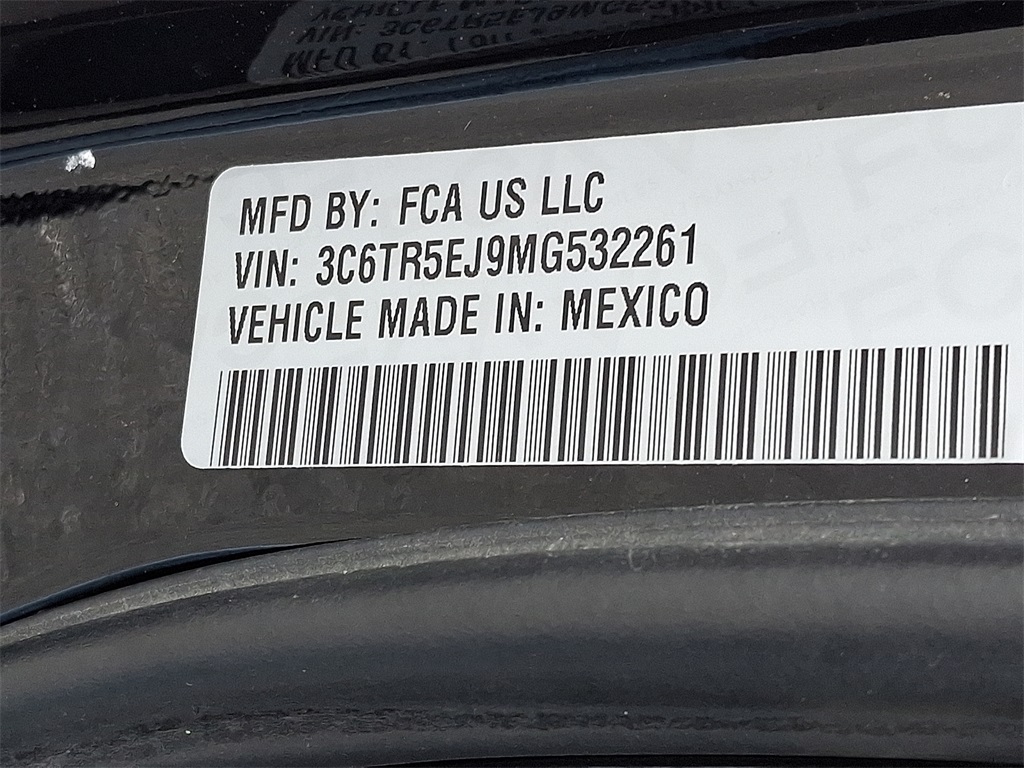 MFD BY: FCA US LLC
VIN: 3C6TR5EJ9MG532261
VEHICLE MADE IN: MEXICO